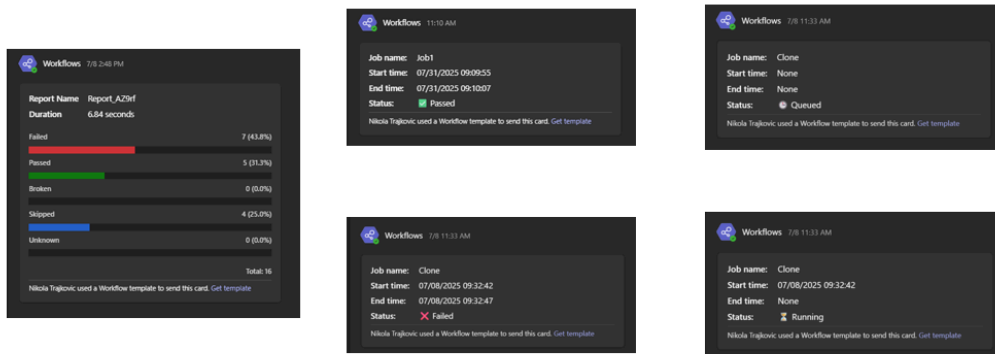 Workflows 7/8 2:48 PM
Report Name Report_AZ9rf
Duration 6.84 seconds
Failed 7 (43.8%)
Passed 5 (31.3%)
Broken 0 (0.0%)
Skipped 4 (25.0%)
Unknown 0 (0.0%)
Total: 16
Nikola Trajkovic used a Workflow template to send this card. Get template
Workflows 11:10 AM
Job name: Job1
Start time: 07/31/2025 09:09:55
End time: 07/31/2025 09:10:07
Status: ✅ Passed
Nikola Trajkovic used a Workflow template to send this card. Get template
Workflows 7/8 11:33 AM
Job name: Clone
Start time: None
End time: None
Status: Queued
Nikola Trajkovic used a Workflow template to send this card. Get template
Workflows 7/8 11:33 AM
Job name: Clone
Start time: 07/08/2025 09:32:42
End time: 07/08/2025 09:32:47
Status: ❌ Failed
Nikola Trajkovic used a Workflow template to send this card. Get template
Workflows 7/8 11:33 AM
Job name: Clone
Start time: 07/08/2025 09:32:42
End time: None
Status: ⌛ Running
Nikola Trajkovic used a Workflow template to send this card. Get template